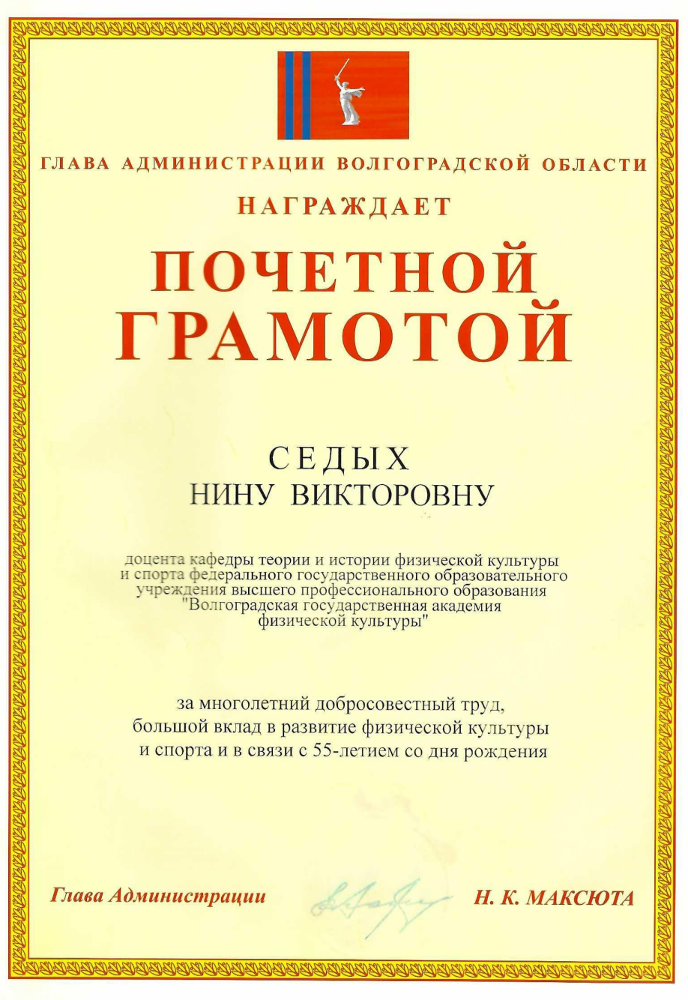 ГЛАВА АДМИНИСТРАЦИИ ВОЛГОГРАДСКОЙ ОБЛАСТИ
НАГРАЖДАЕТ
ПОЧЕТНОЙ
ГРАМОТОЙ
СЕДЫХ
НИНУ ВИКТОРОВНУ
доцента кафедры теории и истории физической культуры
и спорта федерального государственного образовательного
учреждения высшего профессионального образования
"Волгоградская государственная академия
физической культуры"
за многолетний добросовестный труд,
большой вклад в развитие физической культуры
и спорта и в связи с 55-летием со дня рождения
Глава Администрации Н. К. МАКСЮТА